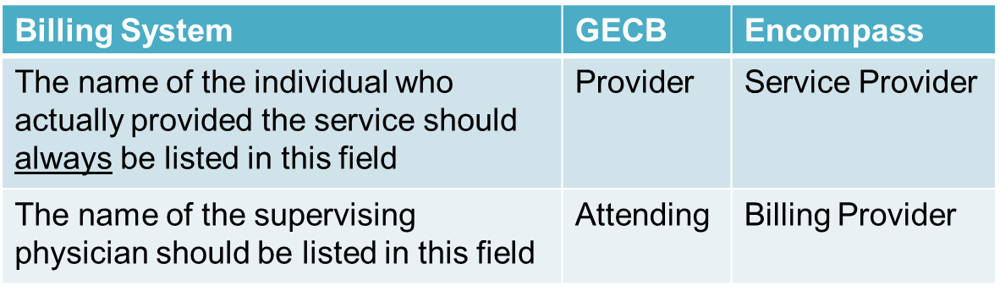 Billing System GECB Encompass
The name of the individual who Provider Service Provider
actually provided the service should
always be listed in this field
The name of the supervising Attending Billing Provider
physician should be listed in this field